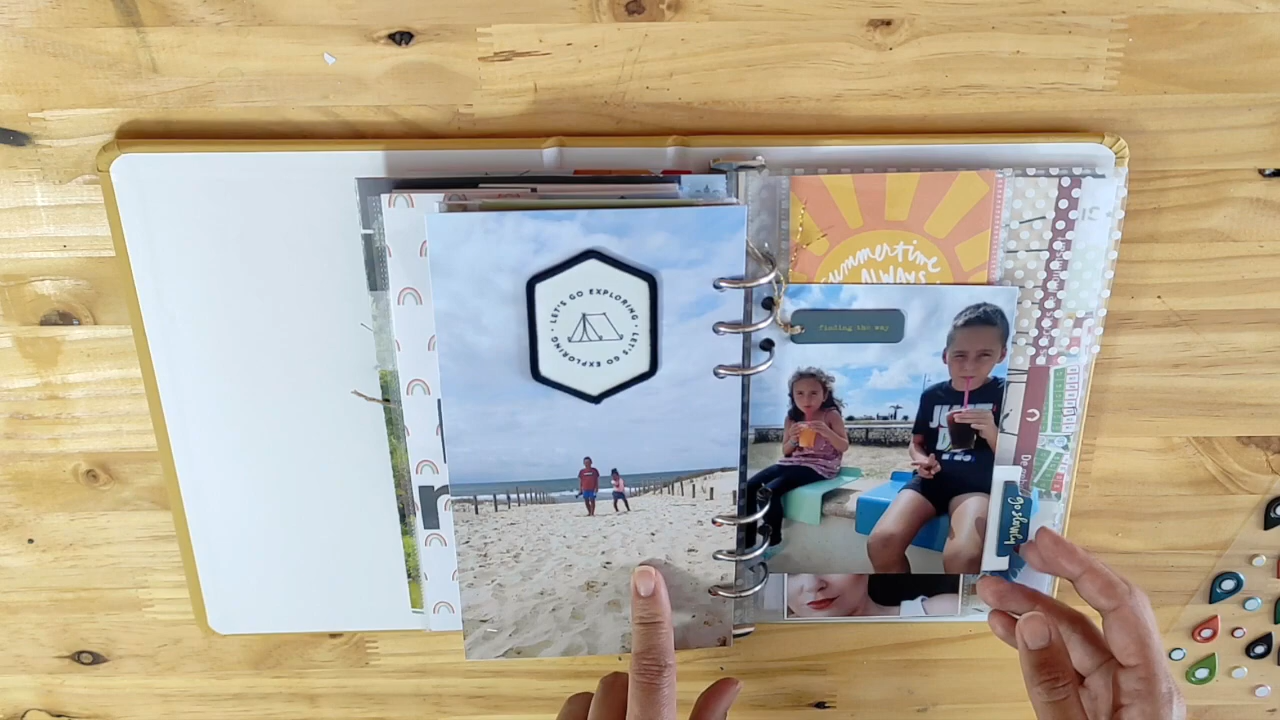 · LET'S GO EXPLORING · LET'S GO EXPLORING
summertime
ALWAYS
finding the way
go slowly